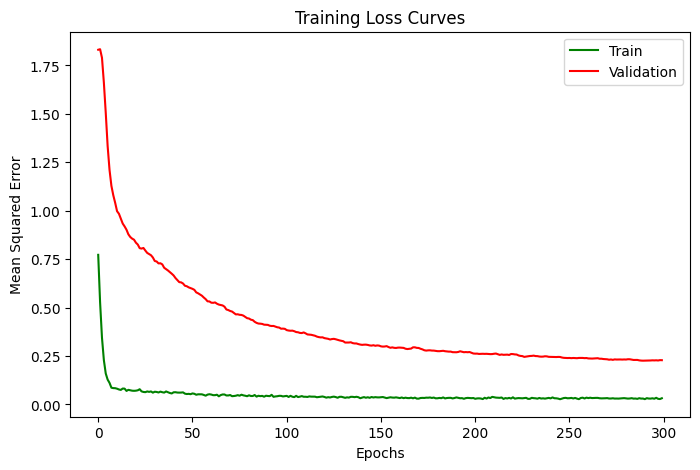 Training Loss Curves
Train
Validation
Mean Squared Error
1.75
1.50
1.25
1.00
0.75
0.50
0.25
0.00
0 50 100 150 200 250 300
Epochs